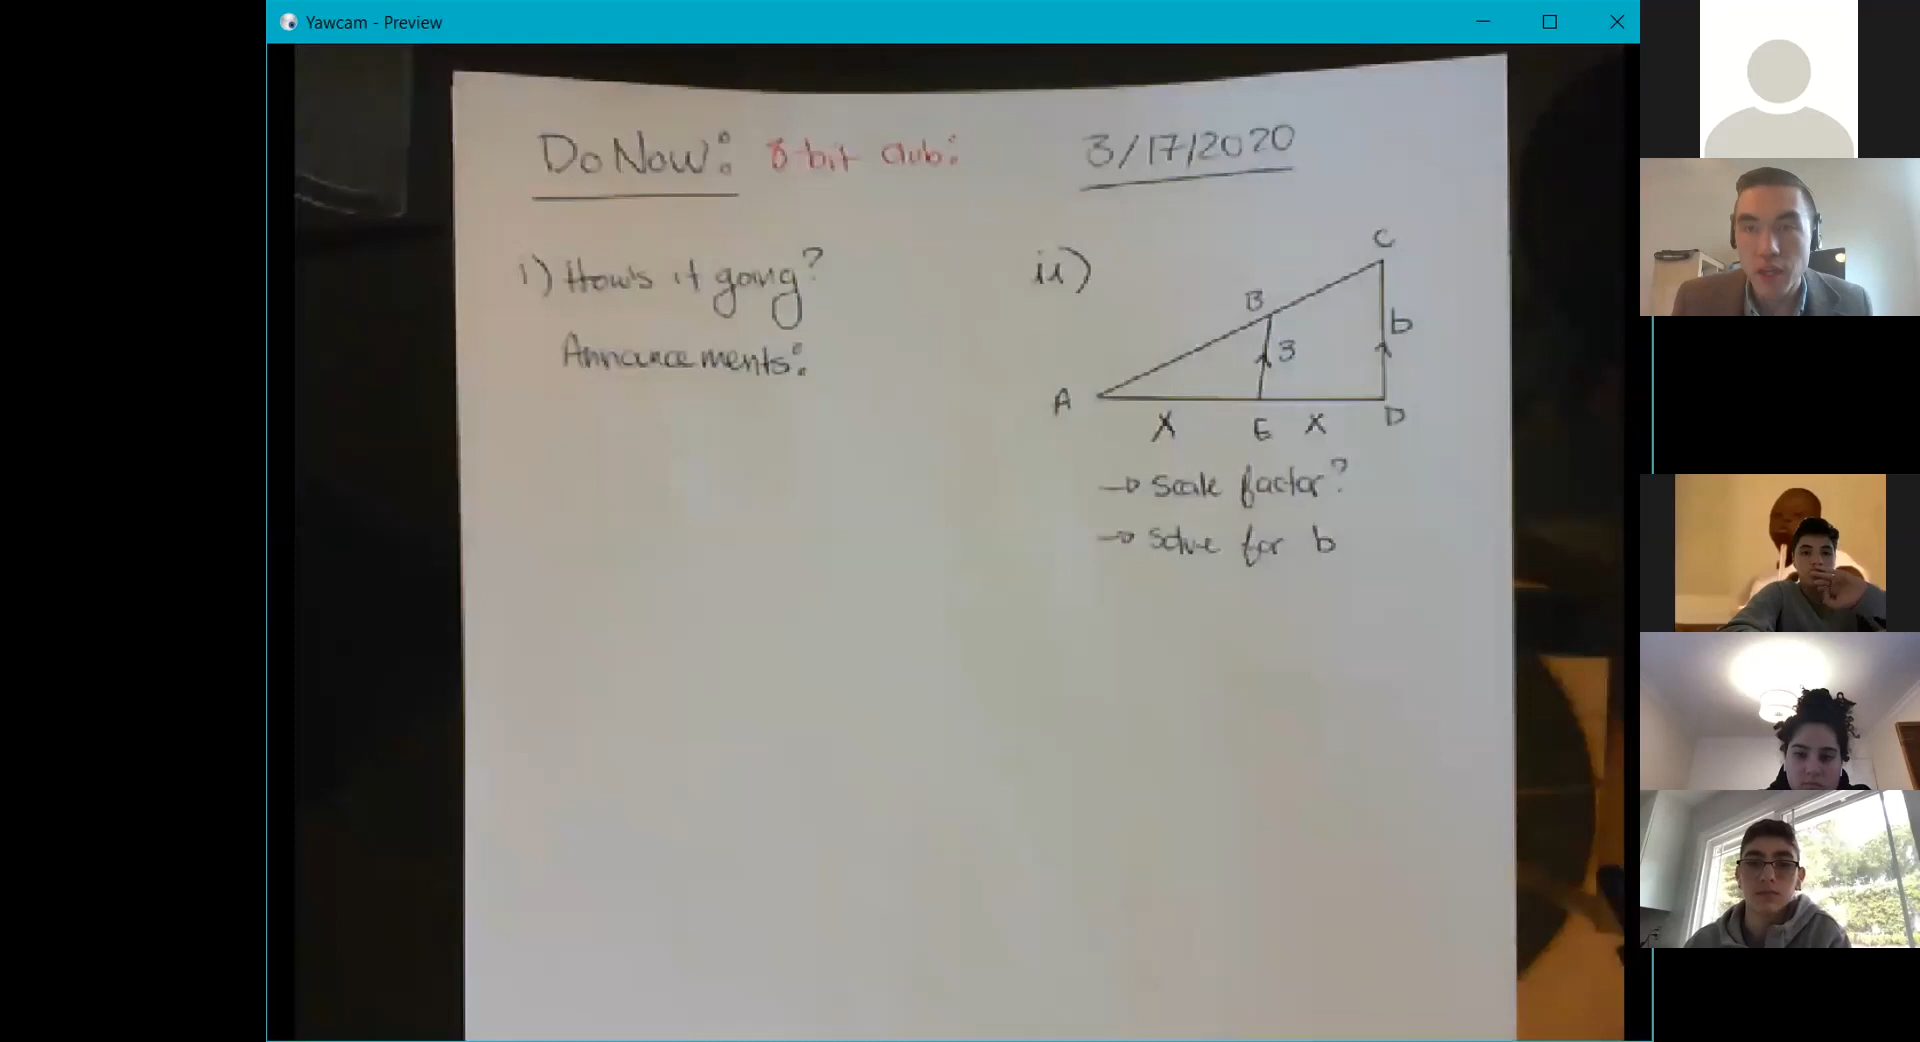 Yawcam - Preview
Do Now: 8-bit club:
3/17/2020
i) How's it going?
Announcements:
ii)
C
B
b
3
A
D
X
E
X
→ Scale factor?
→ Solve for b